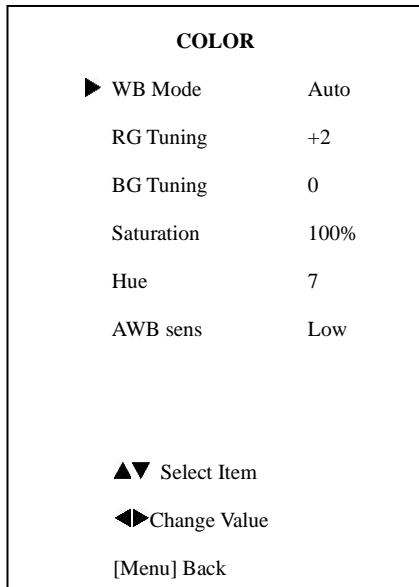 COLOR
▶ WB Mode Auto
RG Tuning +2
BG Tuning 0
Saturation 100%
Hue 7
AWB sens Low
▲▼ Select Item
◀▶Change Value
[Menu] Back